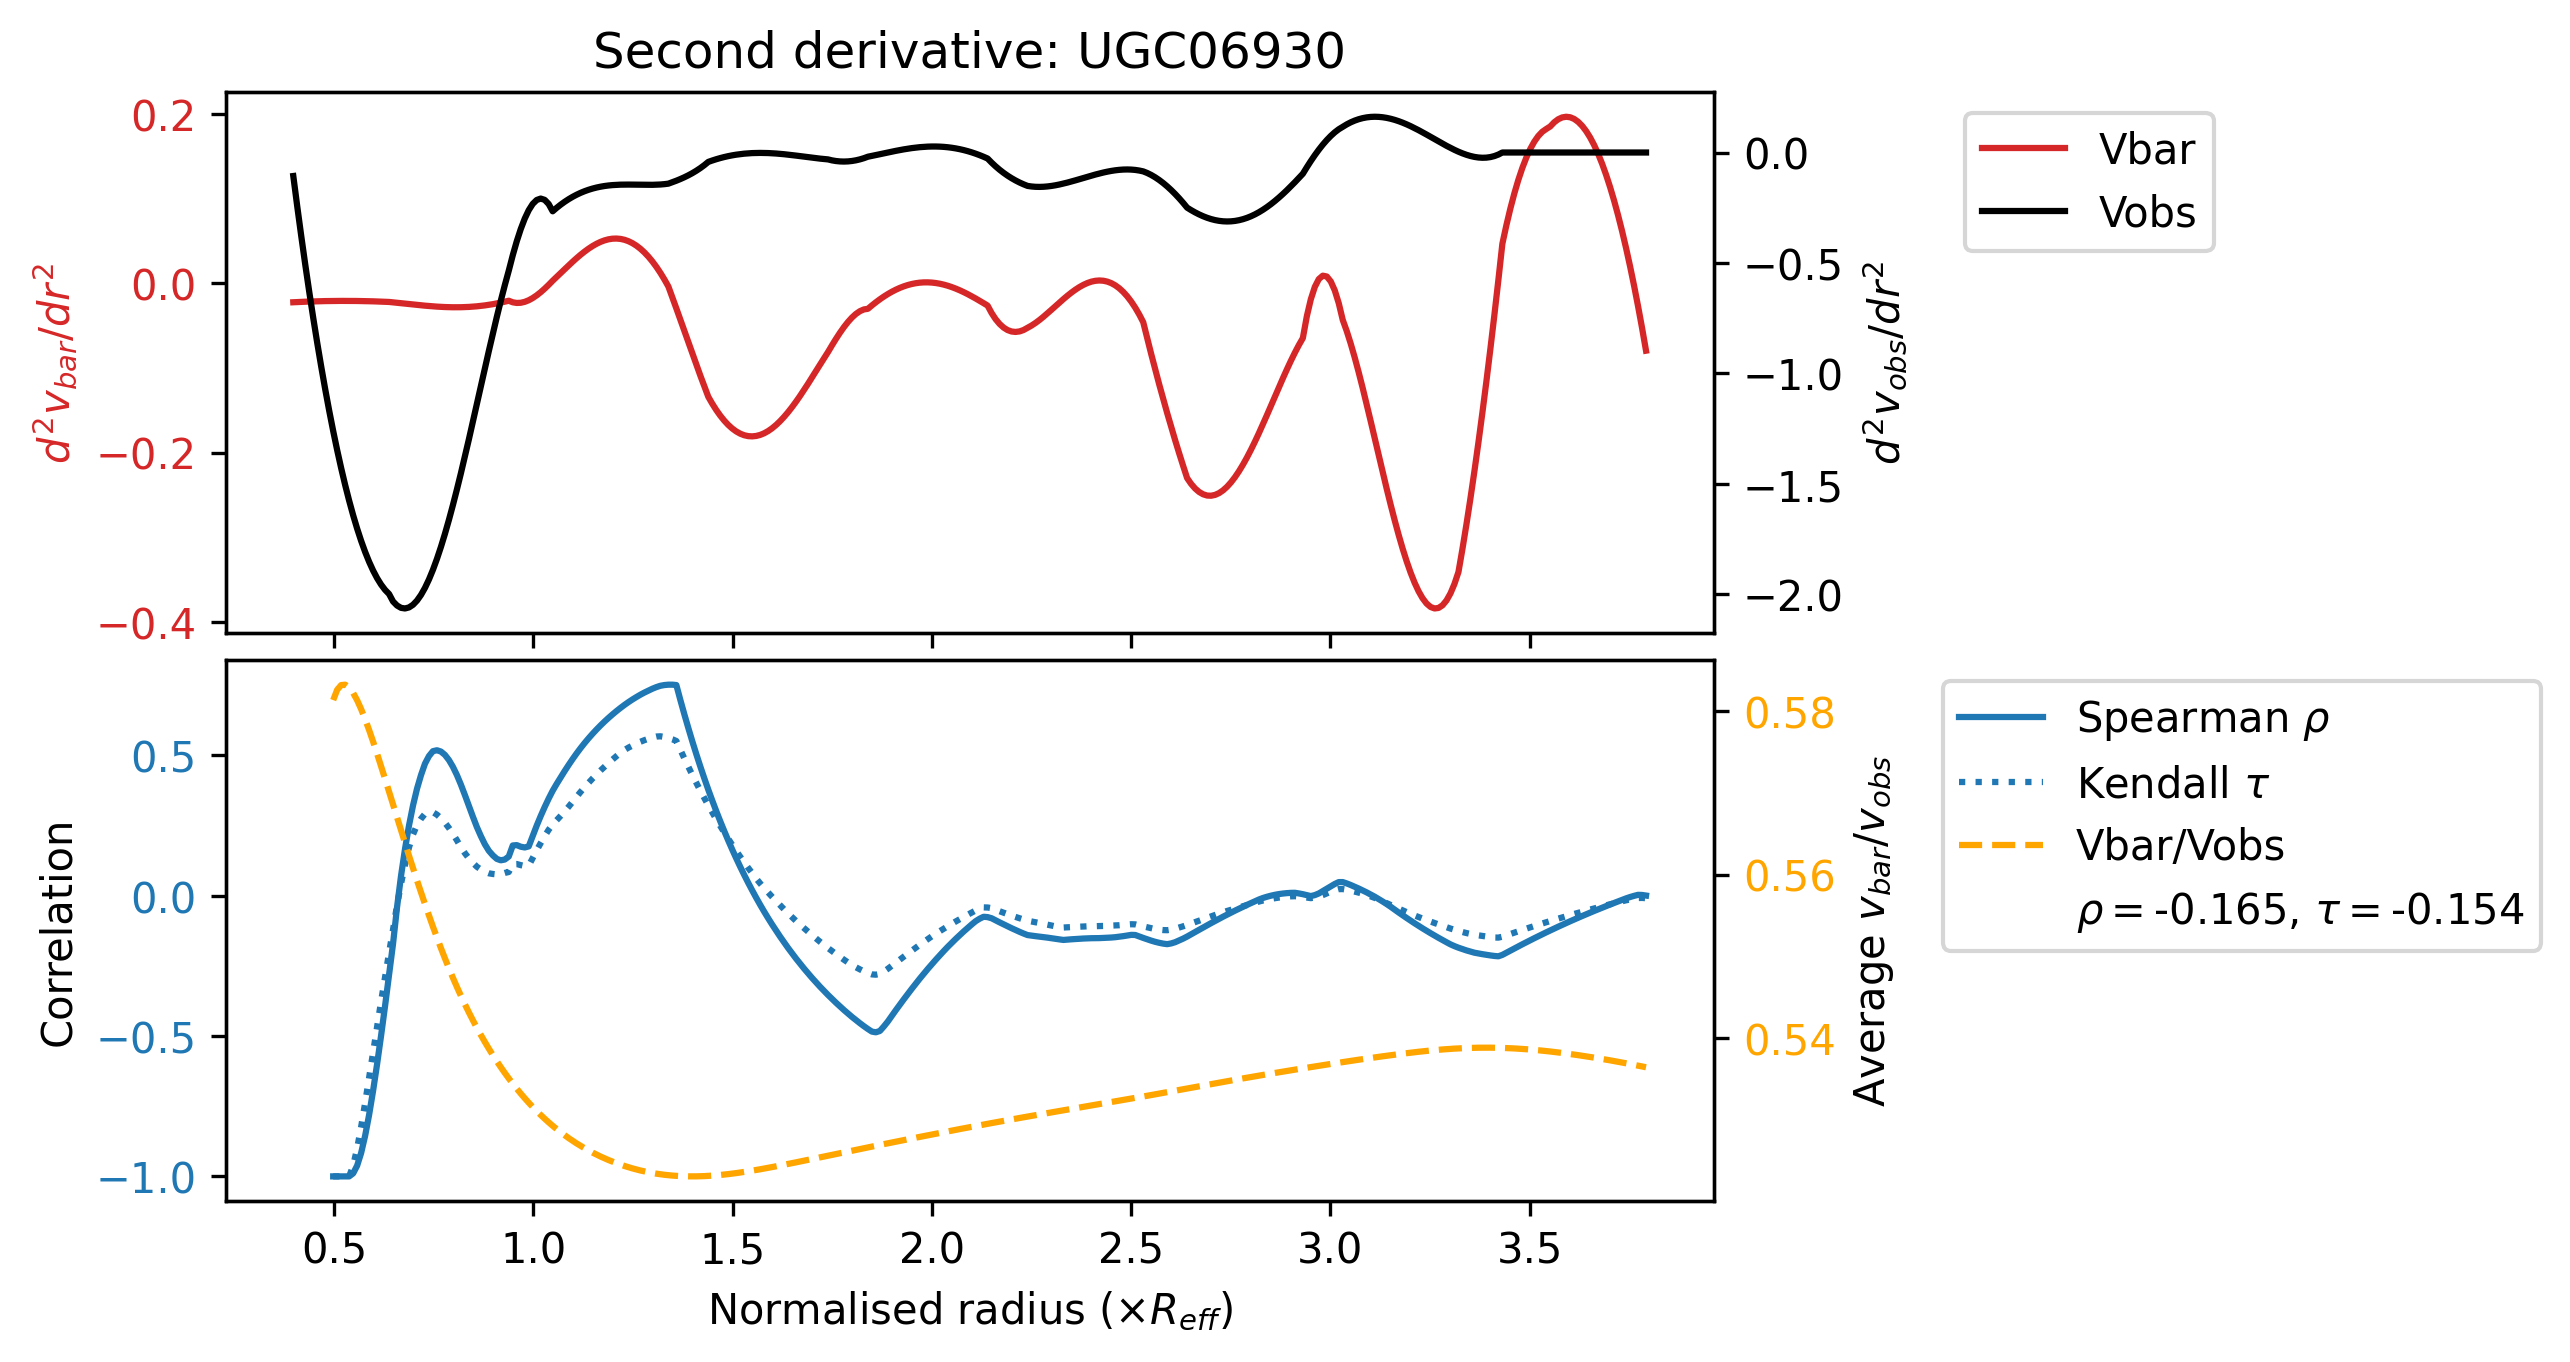 Second derivative: UGC06930
0.2
0.0
−0.2
−0.4
d²v_bar/dr²
0.0
−0.5
−1.0
−1.5
−2.0
d²v_obs/dr²
Vbar
Vobs
0.5
0.0
−0.5
−1.0
Correlation
0.58
0.56
0.54
Average v_bar/v_obs
Spearman ρ
Kendall τ
Vbar/Vobs
ρ = -0.165, τ = -0.154
0.5 1.0 1.5 2.0 2.5 3.0 3.5
Normalised radius (×R_eff)